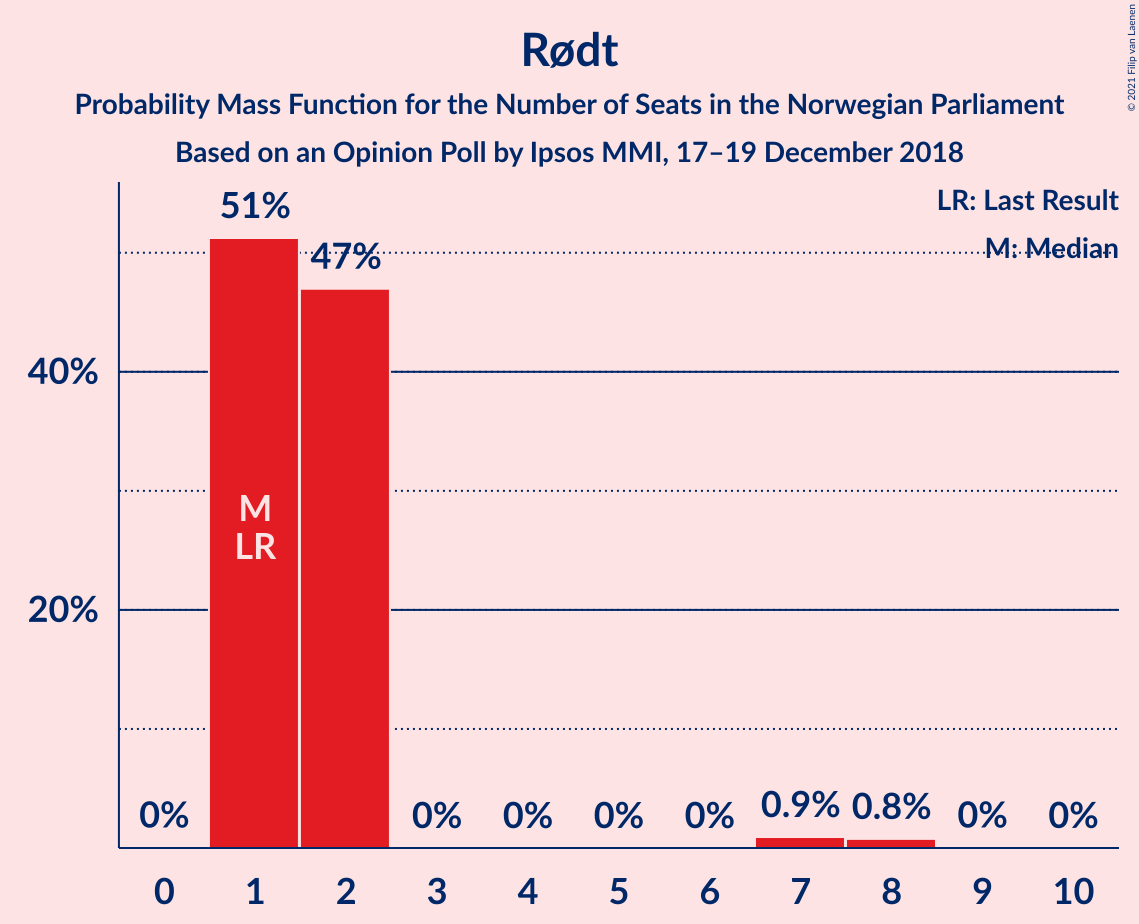 Rødt
Probability Mass Function for the Number of Seats in the Norwegian Parliament
Based on an Opinion Poll by Ipsos MMI, 17–19 December 2018
© 2021 Filip van Laenen
LR: Last Result
M: Median
51%
47%
40%
M
LR
20%
0% 0% 0% 0% 0% 0.9% 0.8% 0% 0%
0 1 2 3 4 5 6 7 8 9 10